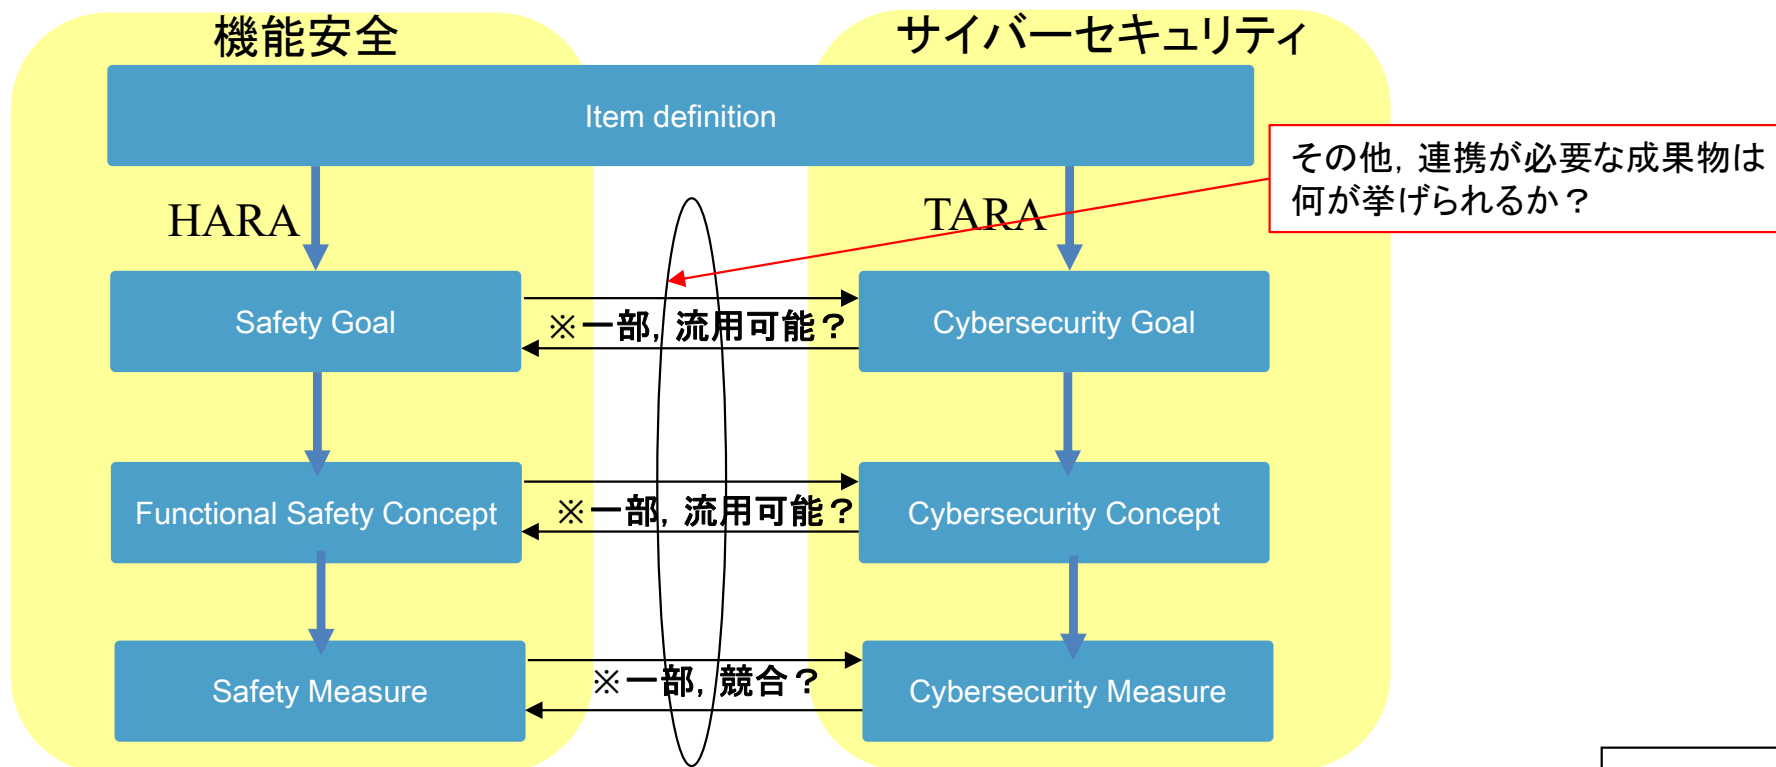 機能安全
サイバーセキュリティ
Item definition
その他，連携が必要な成果物は
何が挙げられるか？
HARA
TARA
Safety Goal
※一部，流用可能？
Cybersecurity Goal
Functional Safety Concept
※一部，流用可能？
Cybersecurity Concept
Safety Measure
※一部，競合？
Cybersecurity Measure